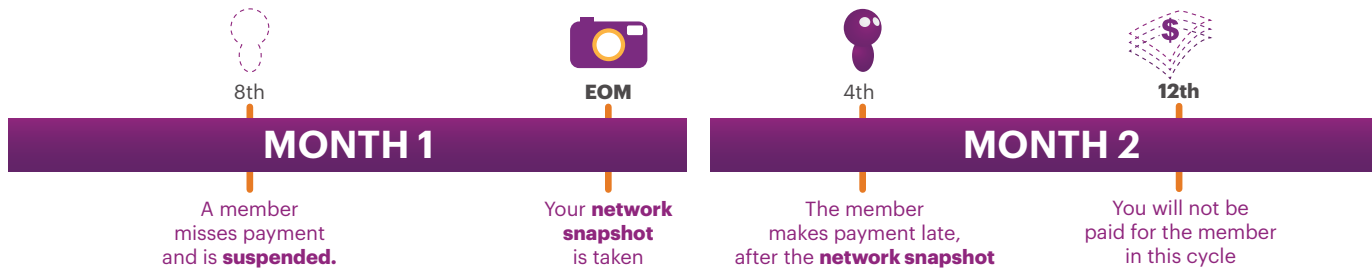 $
8th
EOM
4th
12th
MONTH 1
MONTH 2
A member
misses payment
and is suspended.
Your network
snapshot
is taken
The member
makes payment late,
after the network snapshot
You will not be
paid for the member
in this cycle